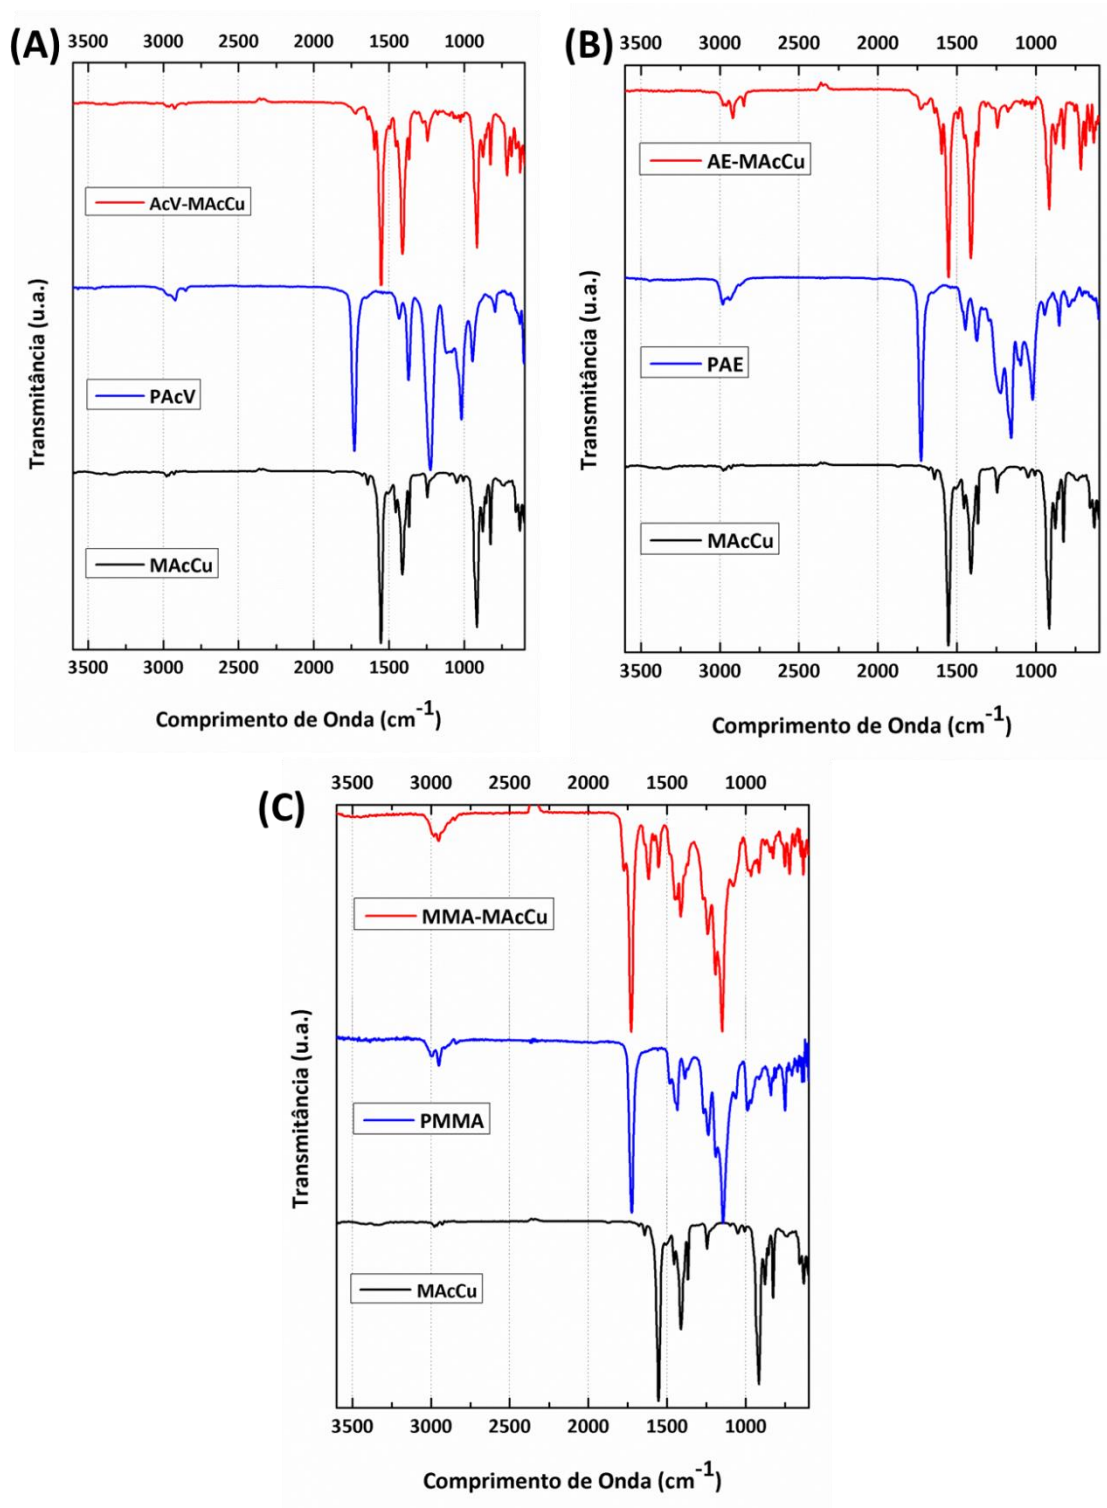 (A)
3500 3000 2500 2000 1500 1000
AcV-MAcCu
PAcV
MAcCu
Transmitância (u.a.)
3500 3000 2500 2000 1500 1000
Comprimento de Onda (cm⁻¹)
(B)
3500 3000 2500 2000 1500 1000
AE-MAcCu
PAE
MAcCu
Transmitância (u.a.)
3500 3000 2500 2000 1500 1000
Comprimento de Onda (cm⁻¹)
(C)
3500 3000 2500 2000 1500 1000
MMA-MAcCu
PMMA
MAcCu
Transmitância (u.a.)
3500 3000 2500 2000 1500 1000
Comprimento de Onda (cm⁻¹)